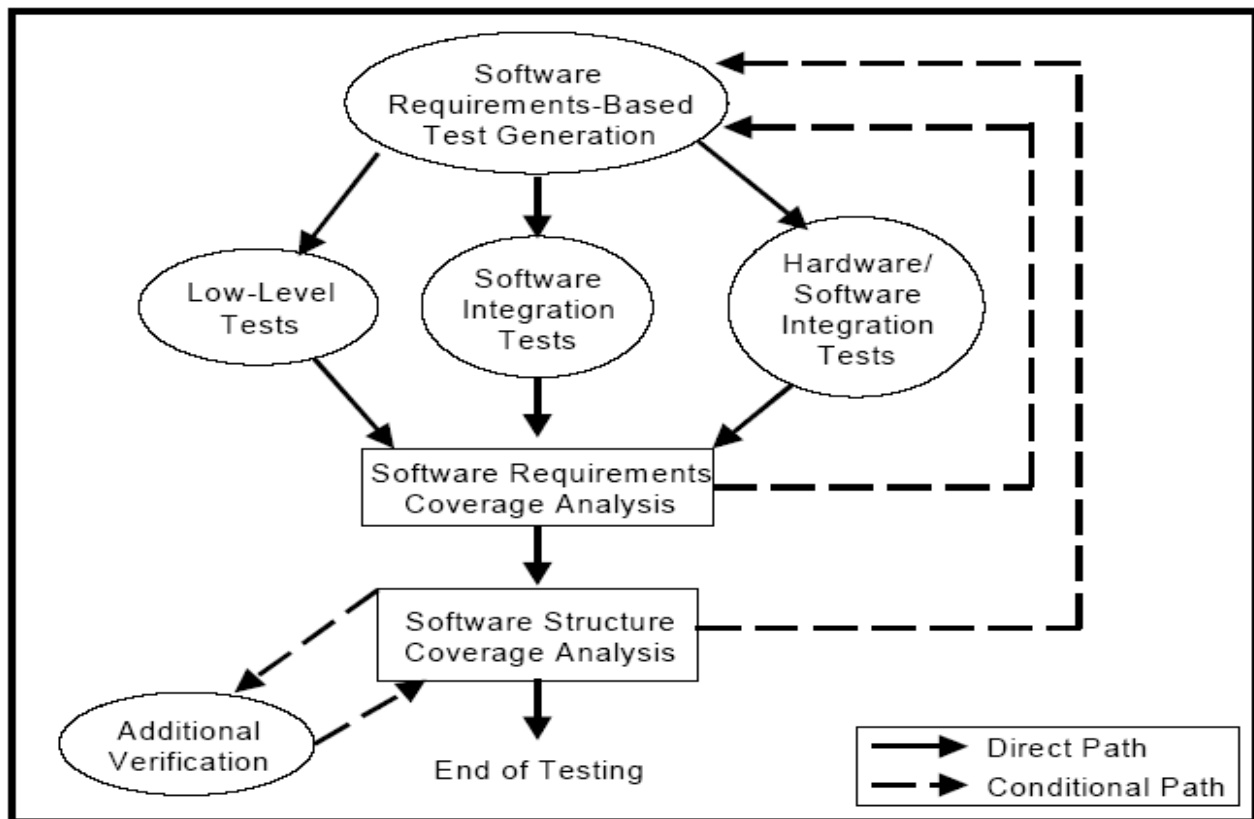 Software
Requirements-Based
Test Generation
Low-Level
Tests
Software
Integration
Tests
Hardware/
Software
Integration
Tests
Software Requirements
Coverage Analysis
Software Structure
Coverage Analysis
Additional
Verification
End of Testing
Direct Path
Conditional Path